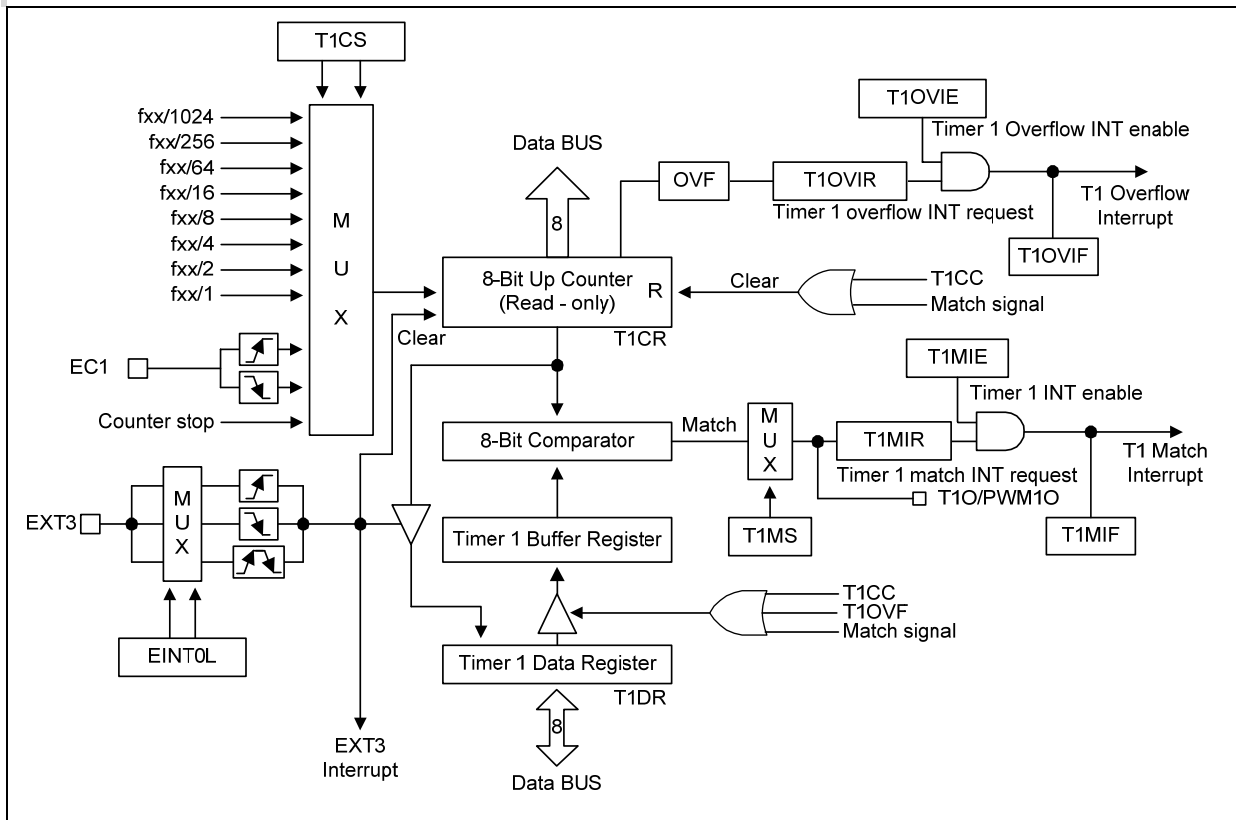 T1CS
fxx/1024
fxx/256
fxx/64
fxx/16
fxx/8
fxx/4
fxx/2
fxx/1
M
U
X
EC1
Counter stop
Data BUS
8
8-Bit Up Counter
(Read - only)
R
T1CR
Clear
OVF
T1OVIR
Timer 1 overflow INT request
T1OVIE
Timer 1 Overflow INT enable
T1 Overflow
Interrupt
T1OVIF
Clear
T1CC
Match signal
8-Bit Comparator
Match
M
U
X
T1MS
T1MIE
Timer 1 INT enable
T1MIR
Timer 1 match INT request
T1O/PWM1O
T1 Match
Interrupt
T1MIF
EXT3
M
U
X
EINT0L
EXT3
Interrupt
Timer 1 Buffer Register
T1CC
T1OVF
Match signal
Timer 1 Data Register
T1DR
8
Data BUS